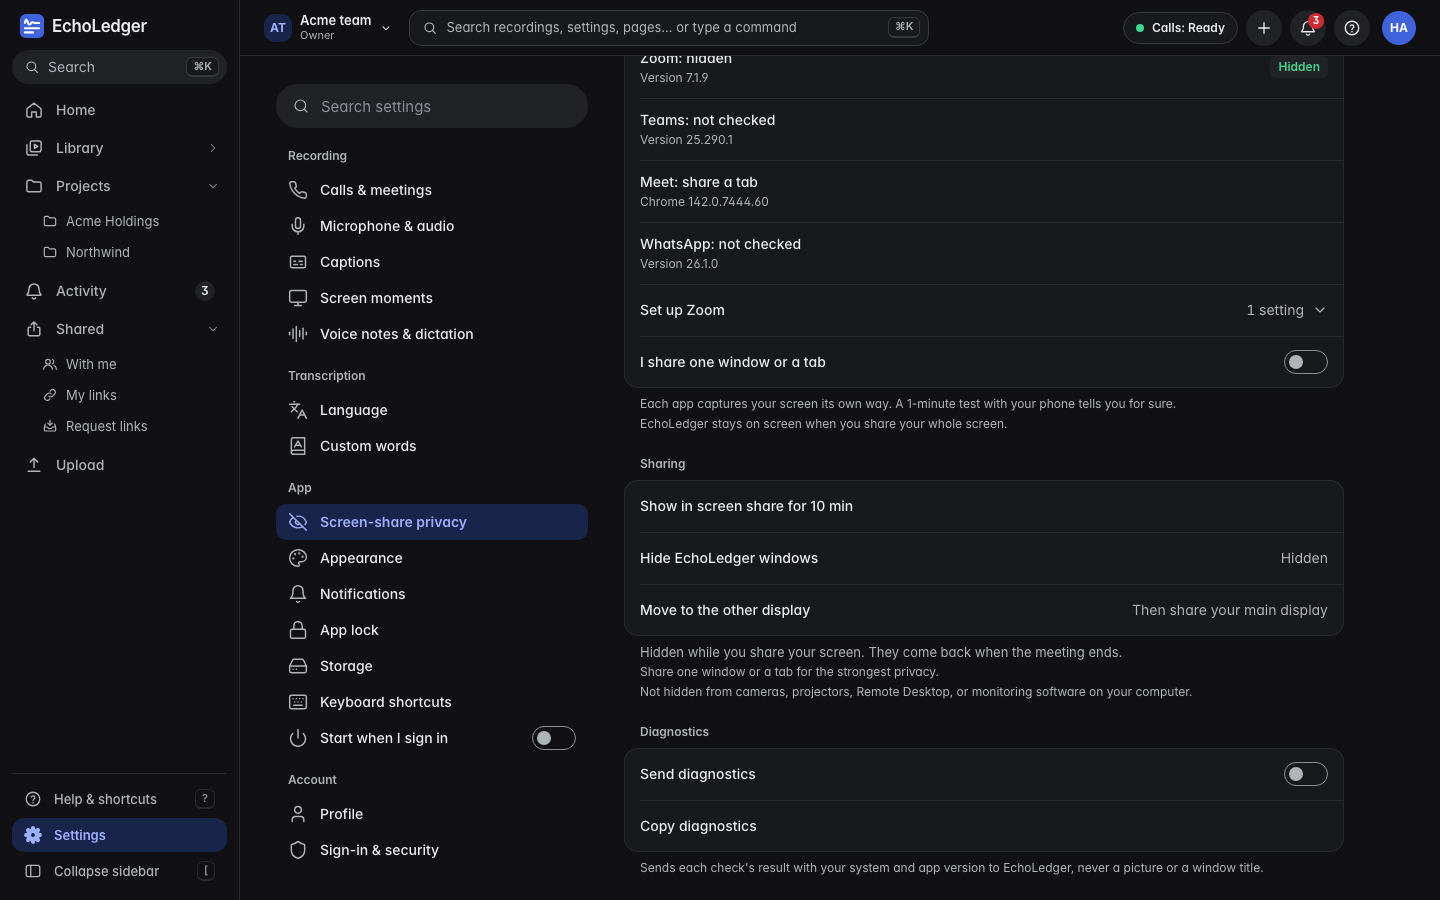 EchoLedger
Search ⌘K
Home
Library
Projects
Acme Holdings
Northwind
Activity 3
Shared
With me
My links
Request links
Upload
Help & shortcuts ?
Settings
Collapse sidebar [
AT Acme team
Owner
Search recordings, settings, pages... or type a command ⌘K
Calls: Ready
3
HA
Search settings
Recording
Calls & meetings
Microphone & audio
Captions
Screen moments
Voice notes & dictation
Transcription
Language
Custom words
App
Screen-share privacy
Appearance
Notifications
App lock
Storage
Keyboard shortcuts
Start when I sign in
Account
Profile
Sign-in & security
Zoom: hidden
Version 7.1.9
Hidden
Teams: not checked
Version 25.290.1
Meet: share a tab
Chrome 142.0.7444.60
WhatsApp: not checked
Version 26.1.0
Set up Zoom 1 setting
I share one window or a tab
Each app captures your screen its own way. A 1-minute test with your phone tells you for sure.
EchoLedger stays on screen when you share your whole screen.
Sharing
Show in screen share for 10 min
Hide EchoLedger windows Hidden
Move to the other display Then share your main display
Hidden while you share your screen. They come back when the meeting ends.
Share one window or a tab for the strongest privacy.
Not hidden from cameras, projectors, Remote Desktop, or monitoring software on your computer.
Diagnostics
Send diagnostics
Copy diagnostics
Sends each check's result with your system and app version to EchoLedger, never a picture or a window title.